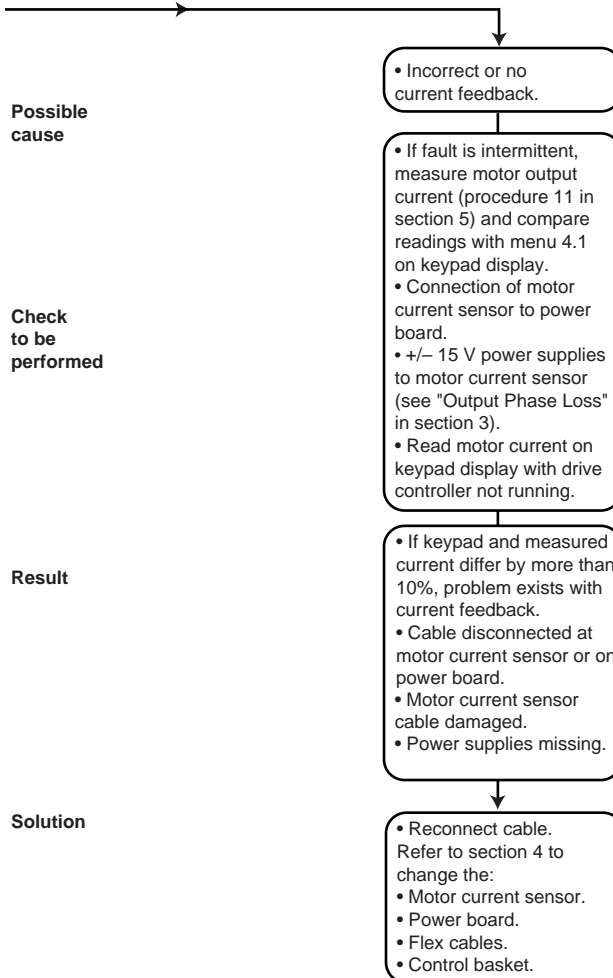 • Incorrect or no
current feedback.
Possible
cause
• If fault is intermittent,
measure motor output
current (procedure 11 in
section 5) and compare
readings with menu 4.1
on keypad display.
• Connection of motor
current sensor to power
board.
• +/– 15 V power supplies
to motor current sensor
(see "Output Phase Loss"
in section 3).
• Read motor current on
keypad display with drive
controller not running.
Check
to be
performed
• If keypad and measured
current differ by more than
10%, problem exists with
current feedback.
• Cable disconnected at
motor current sensor or on
power board.
• Motor current sensor
cable damaged.
• Power supplies missing.
Result
Solution
• Reconnect cable.
Refer to section 4 to
change the:
• Motor current sensor.
• Power board.
• Flex cables.
• Control basket.